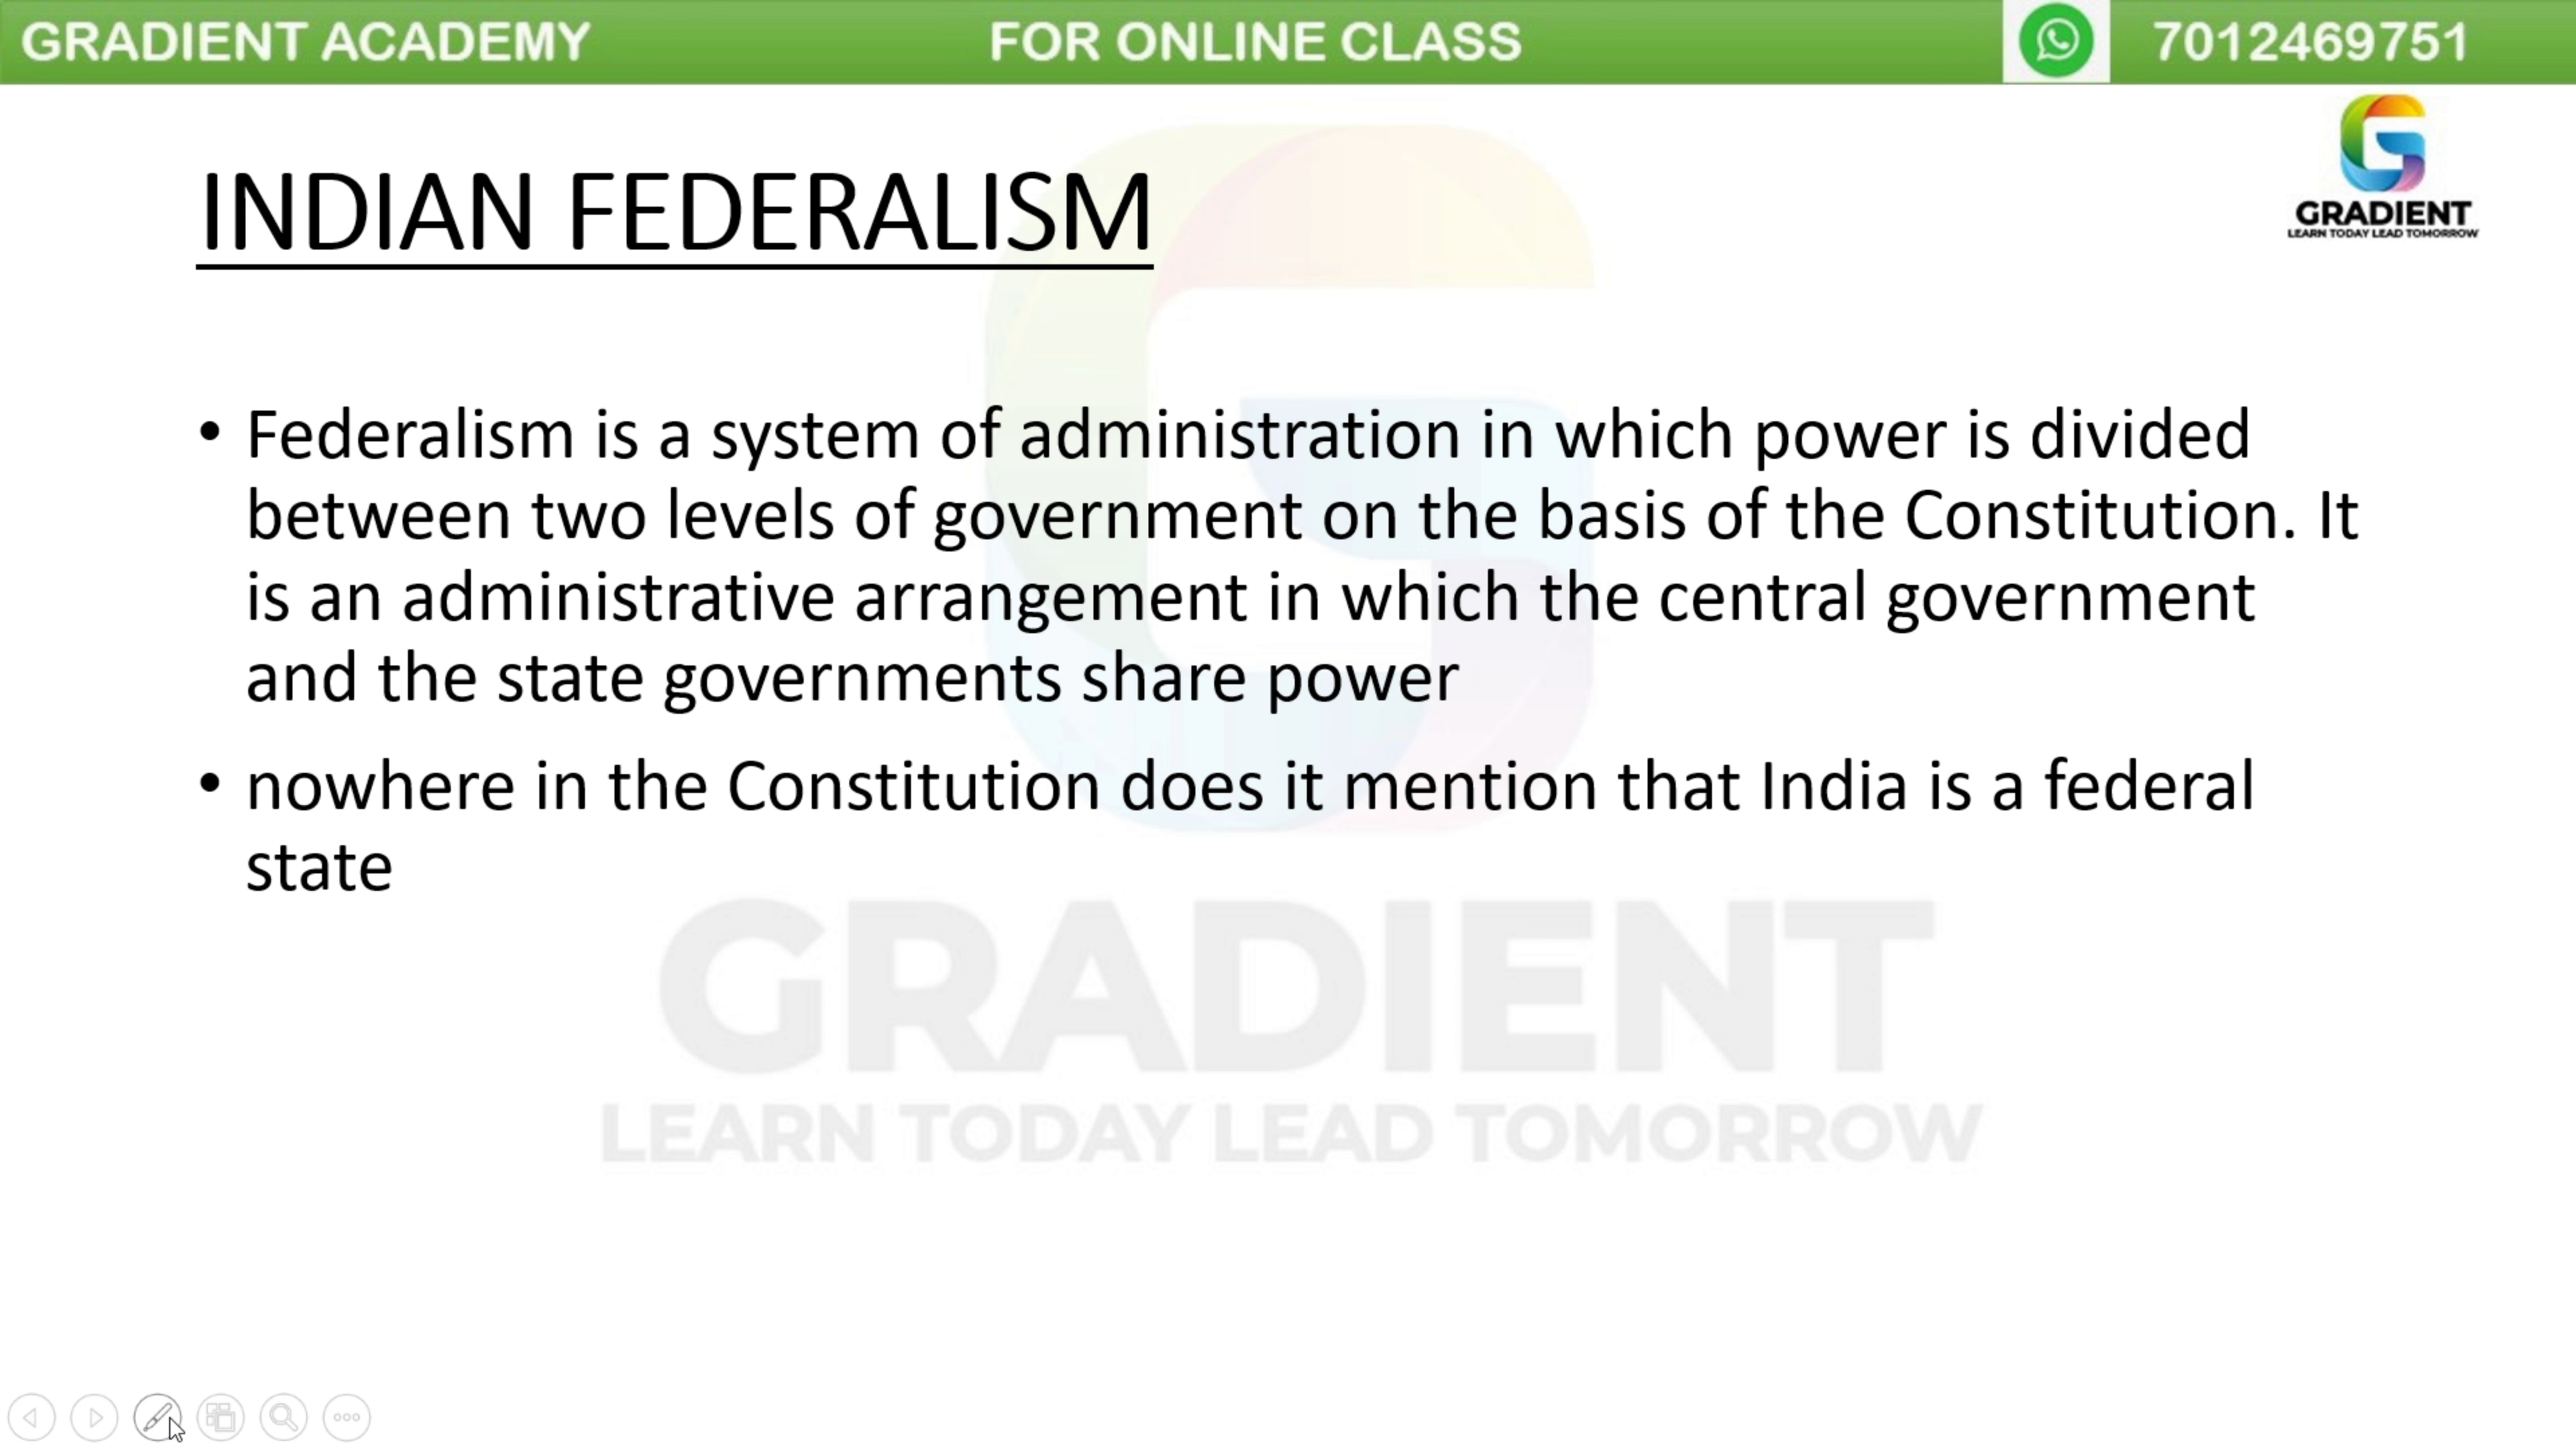 GRADIENT ACADEMY FOR ONLINE CLASS 7012469751
GRADIENT
LEARN TODAY LEAD TOMORROW
INDIAN FEDERALISM
• Federalism is a system of administration in which power is divided
between two levels of government on the basis of the Constitution. It
is an administrative arrangement in which the central government
and the state governments share power
• nowhere in the Constitution does it mention that India is a federal
state
GRADIENT
LEARN TODAY LEAD TOMORROW